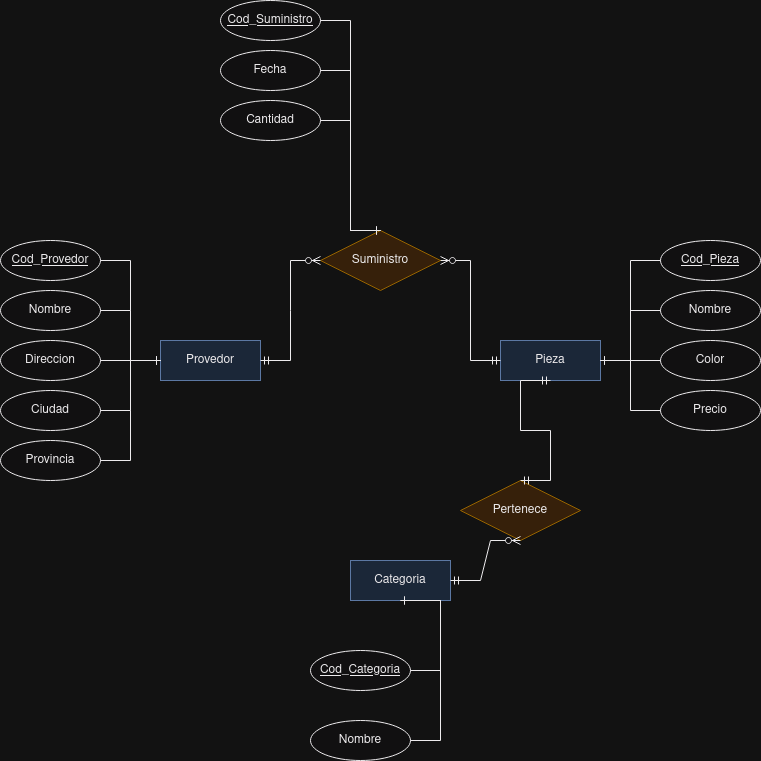 Cod_Suministro
Fecha
Cantidad
Suministro
Cod_Provedor
Nombre
Direccion
Ciudad
Provincia
Provedor
Pieza
Cod_Pieza
Nombre
Color
Precio
Pertenece
Categoria
Cod_Categoria
Nombre